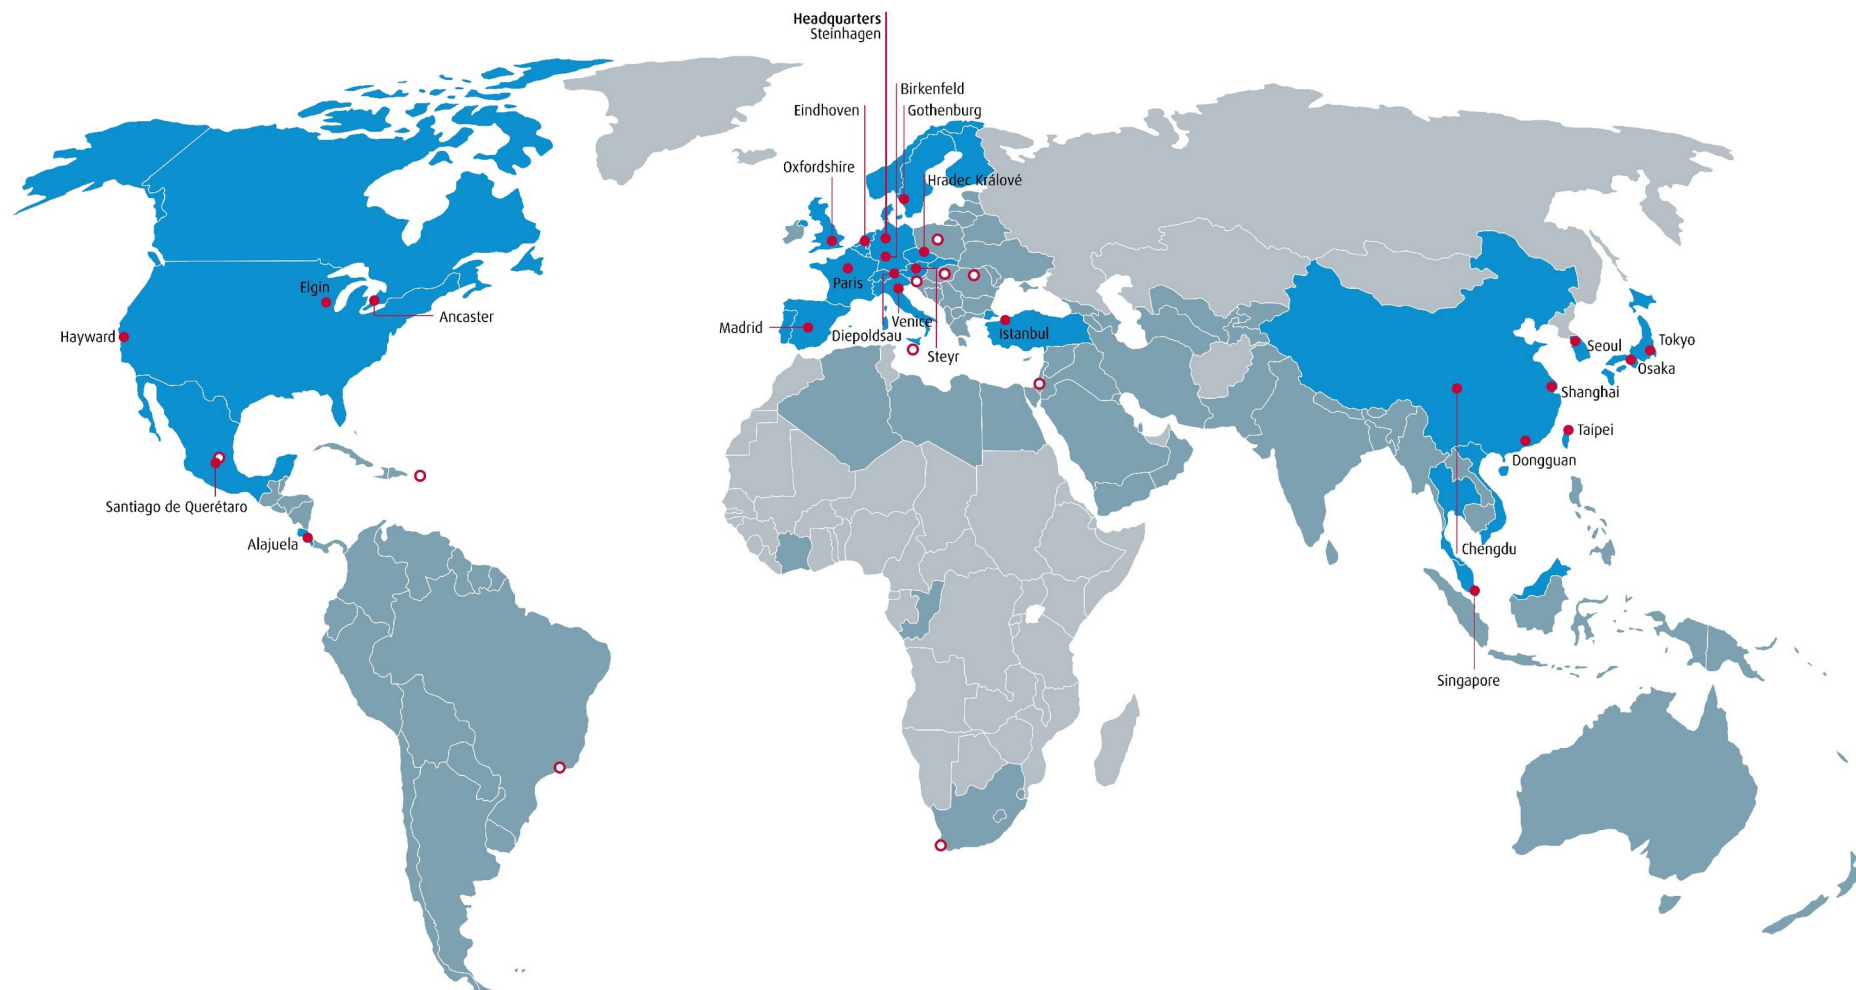 Headquarters
Steinhagen
Birkenfeld
Eindhoven
Gothenburg
Oxfordshire
Hradec Králové
Elgin
Paris
Ancaster
Venice
Madrid
Istanbul
Hayward
Diepoldsau
Steyr
Tokyo
Seoul
Osaka
Shanghai
Taipei
Dongguan
Santiago de Querétaro
Alajuela
Chengdu
Singapore